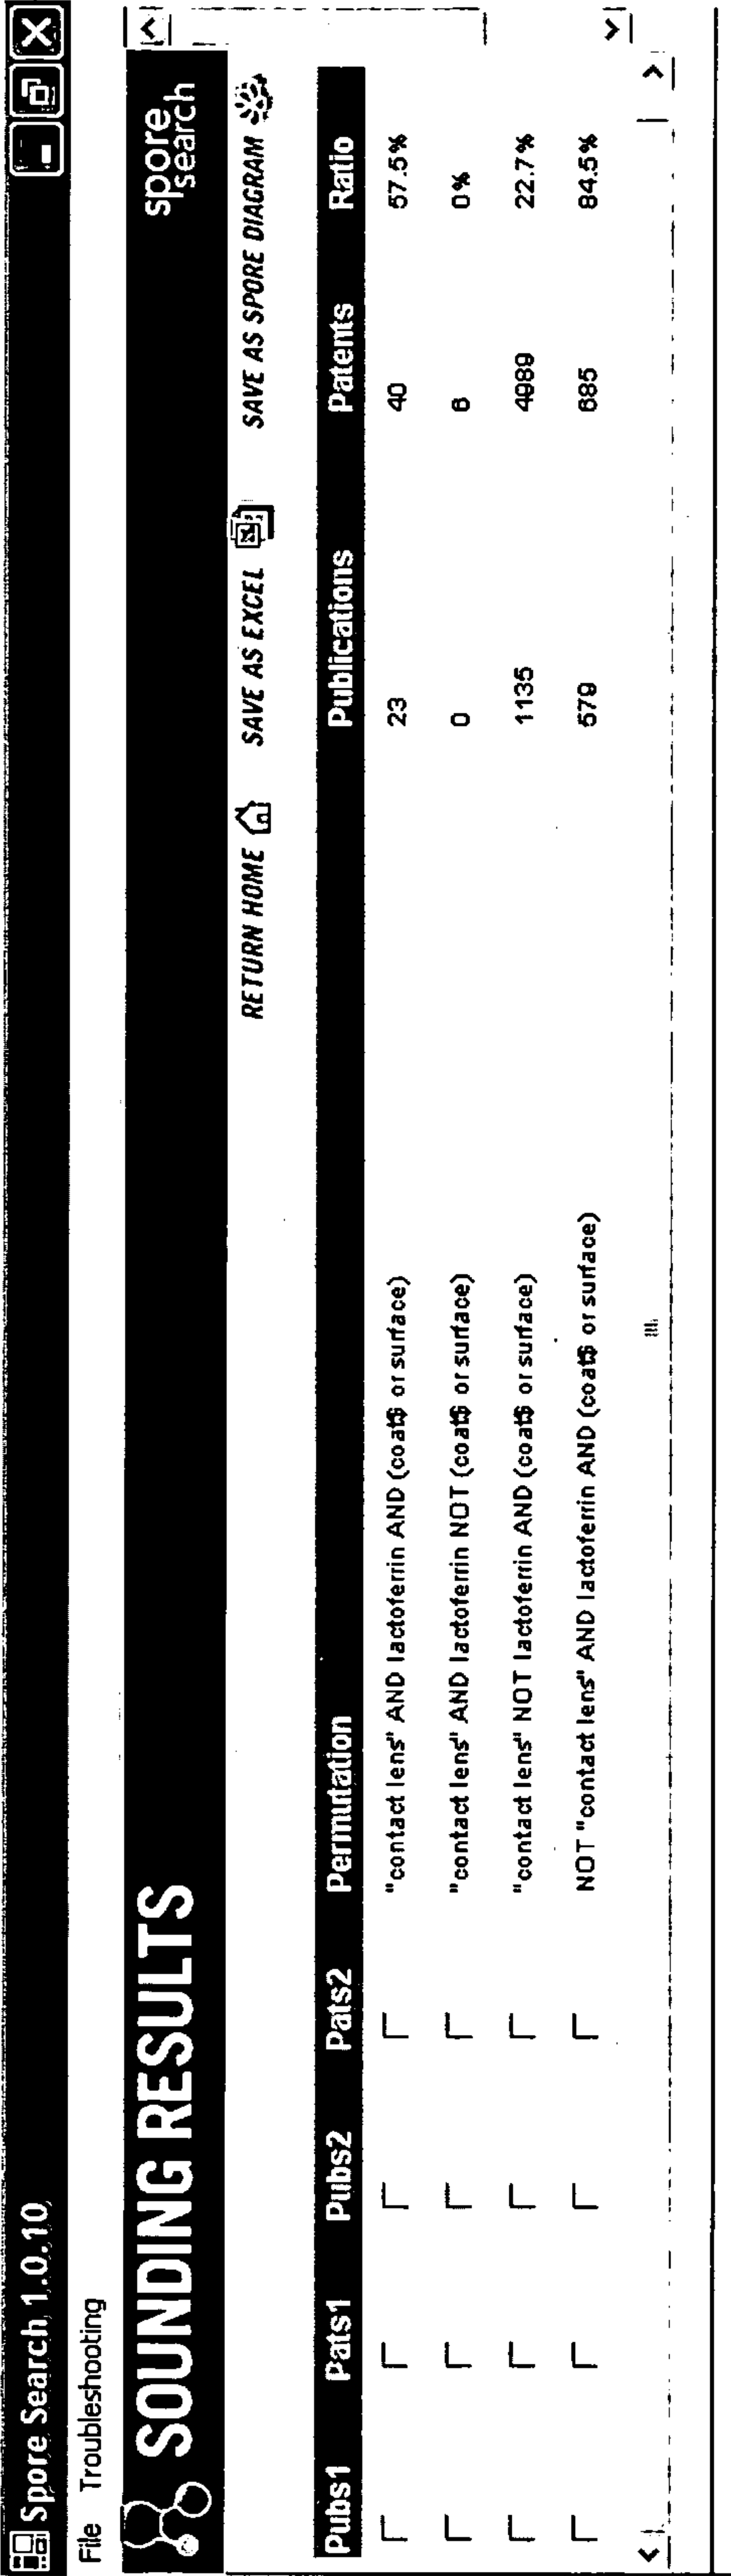 Spore Search 1.0.10
File Troubleshooting
SOUNDING RESULTS
spore
search
RETURN HOME SAVE AS EXCEL SAVE AS SPORE DIAGRAM
Pubs1 Pats1 Pubs2 Pats2 Permutation Publications Patents Ratio
"contact lens" AND lactoferrin AND (coat$ or surface) 23 40 57.5%
"contact lens" AND lactoferrin NOT (coat$ or surface) 0 6 0%
"contact lens" NOT lactoferrin AND (coat$ or surface) 1135 4989 22.7%
NOT "contact lens" AND lactoferrin AND (coat$ or surface) 579 685 84.5%